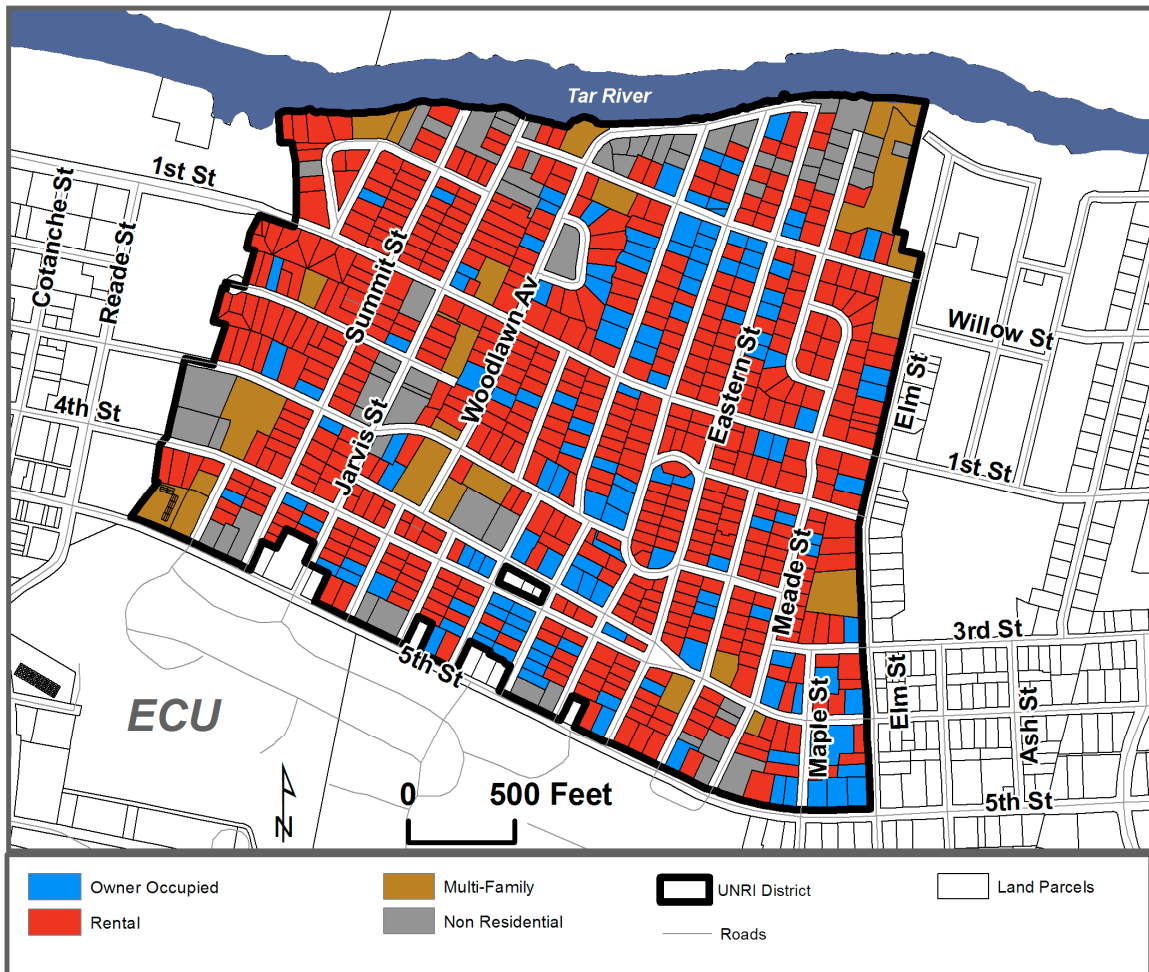 Tar River
1st St
Cotanche St
Reade St
Summit St
Woodlawn Av
Willow St
Eastern St
Elm St
4th St
Jarvis St
1st St
Meade St
3rd St
5th St
Elm St
Maple St
Ash St
ECU
0 500 Feet
5th St
N
Owner Occupied
Multi-Family
UNRI District
Land Parcels
Rental
Non Residential
Roads